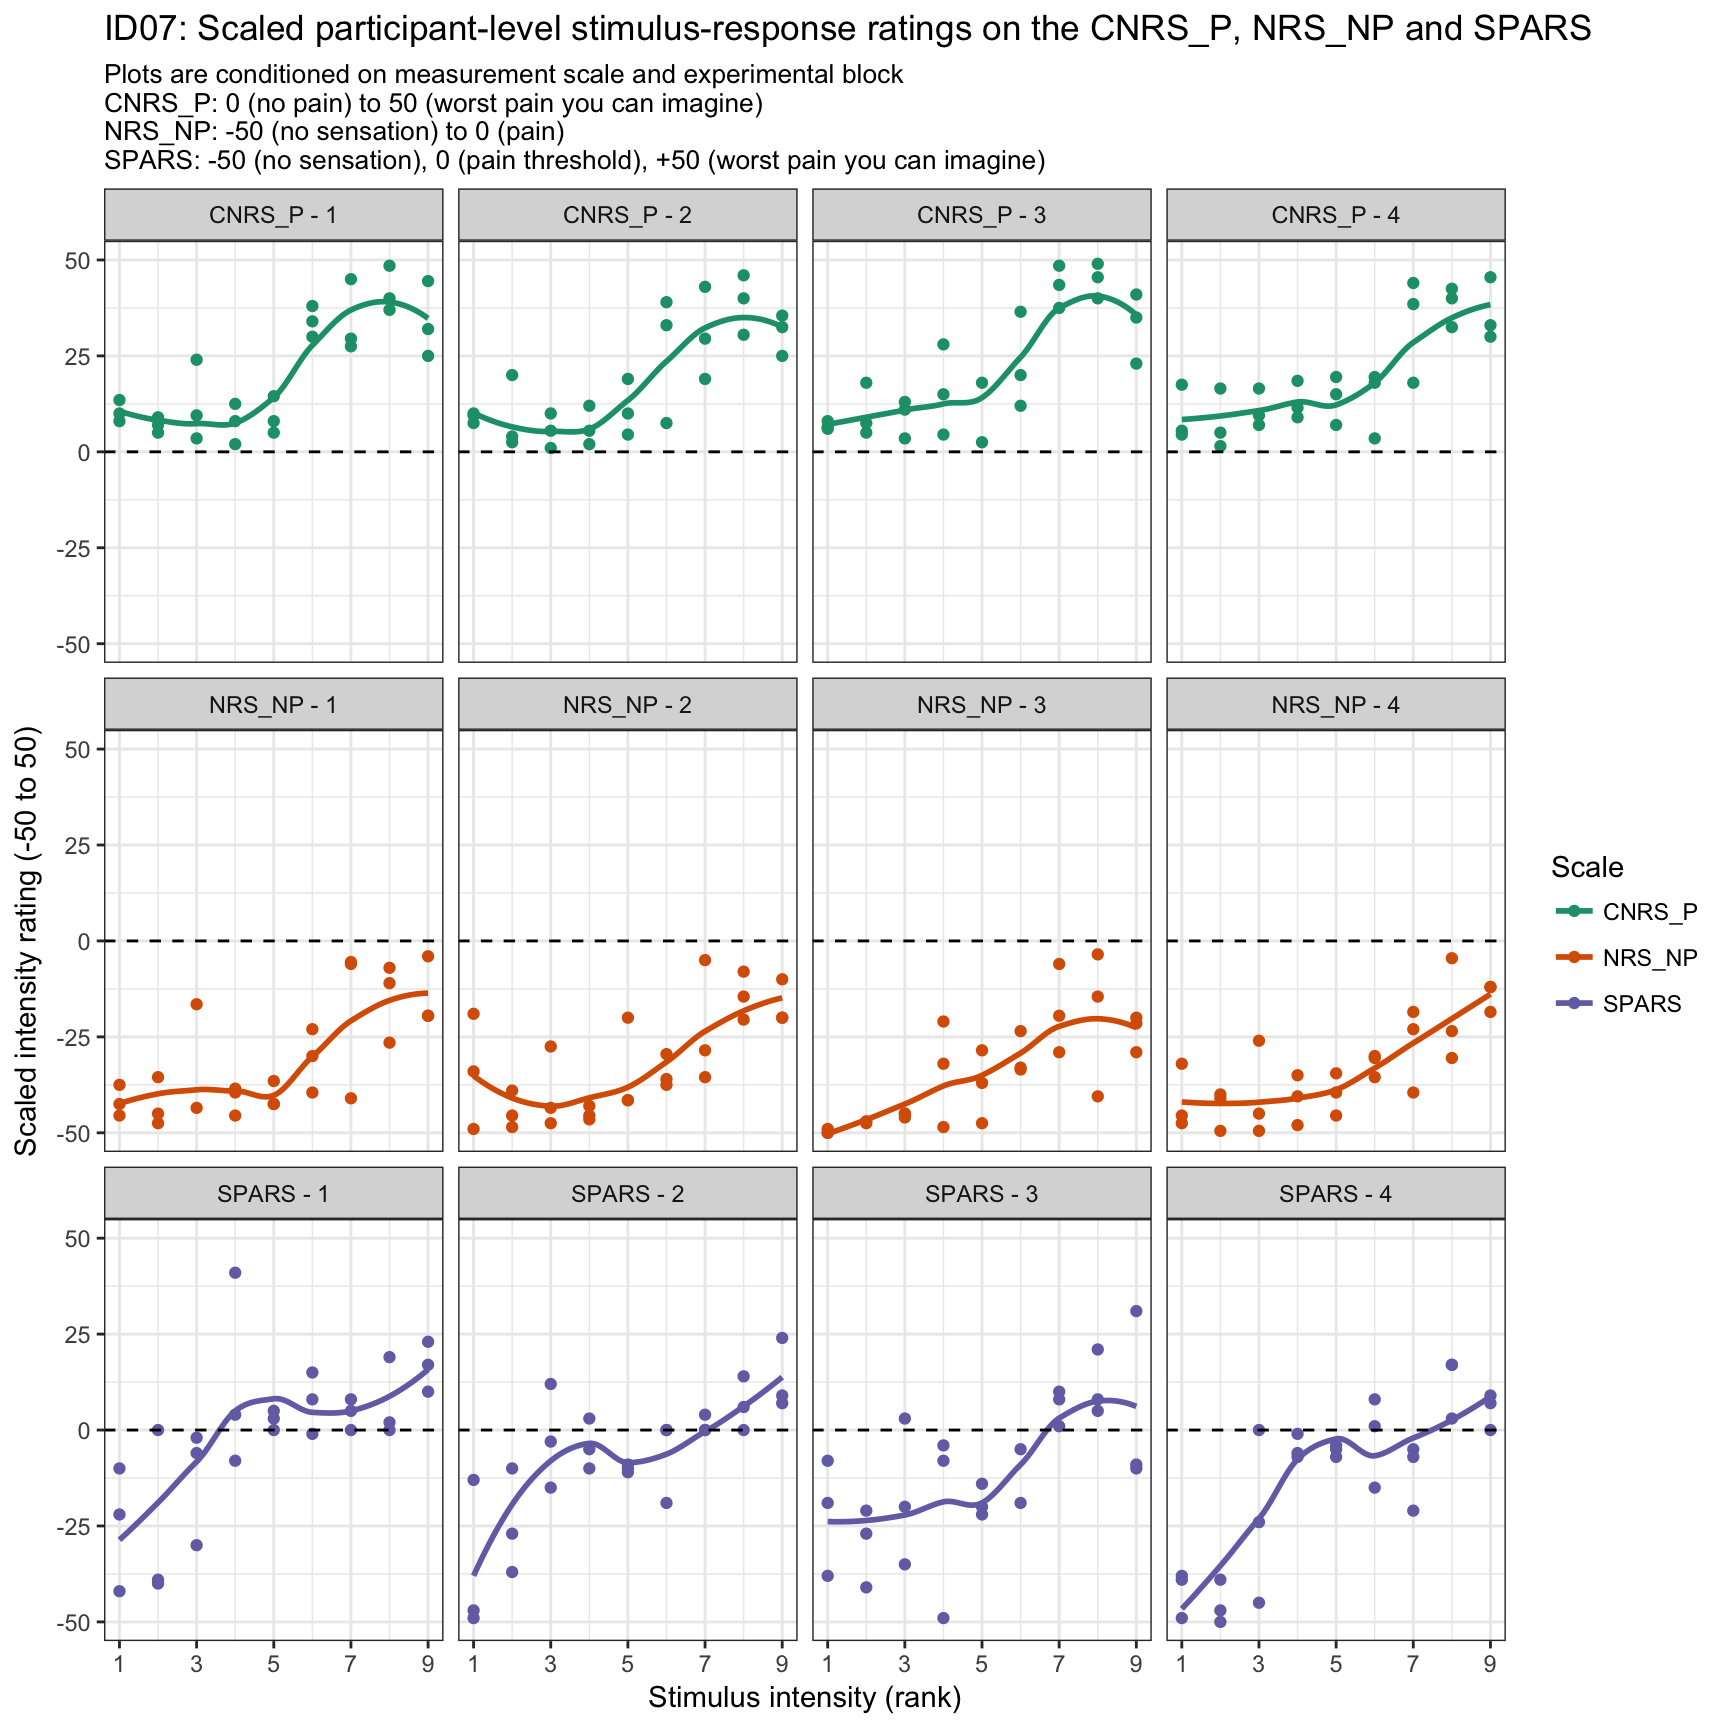 ID07: Scaled participant-level stimulus-response ratings on the CNRS_P, NRS_NP and SPARS
Plots are conditioned on measurement scale and experimental block
CNRS_P: 0 (no pain) to 50 (worst pain you can imagine)
NRS_NP: -50 (no sensation) to 0 (pain)
SPARS: -50 (no sensation), 0 (pain threshold), +50 (worst pain you can imagine)
CNRS_P - 1 CNRS_P - 2 CNRS_P - 3 CNRS_P - 4
50
25
0
-25
-50
NRS_NP - 1 NRS_NP - 2 NRS_NP - 3 NRS_NP - 4
50
25
0
-25
-50
SPARS - 1 SPARS - 2 SPARS - 3 SPARS - 4
50
25
0
-25
-50
1 3 5 7 9 1 3 5 7 9 1 3 5 7 9 1 3 5 7 9
Stimulus intensity (rank)
Scaled intensity rating (-50 to 50)
Scale
CNRS_P
NRS_NP
SPARS